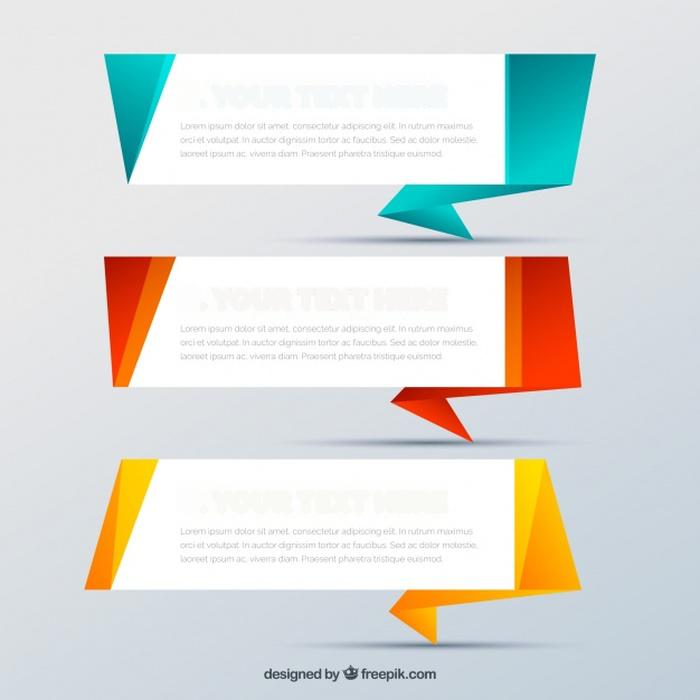 . YOUR TEXT HERE
Lorem ipsum dolor sit amet, consectetur adipiscing elit. In rutrum maximus
orci et volutpat. In et auctor dignissim tortor ac faucibus. Sed ac dolor molestie,
laoreet ipsum ac, viverra diam. Praesent pharetra tristique euismod.
. YOUR TEXT HERE
Lorem ipsum dolor sit amet, consectetur adipiscing elit. In rutrum maximus
orci et volutpat. In et auctor dignissim tortor ac faucibus. Sed ac dolor molestie,
laoreet ipsum ac, viverra diam. Praesent pharetra tristique euismod.
. YOUR TEXT HERE
Lorem ipsum dolor sit amet, consectetur adipiscing elit. In rutrum maximus
orci et volutpat. In et auctor dignissim tortor ac faucibus. Sed ac dolor molestie,
laoreet ipsum ac, viverra diam. Praesent pharetra tristique euismod.
designed by freepik.com